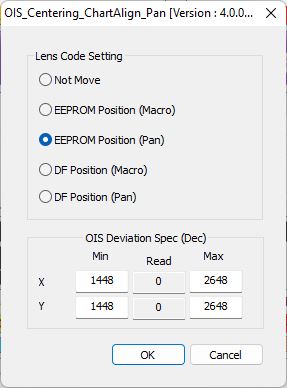 OIS_Centering_ChartAlign_Pan [Version : 4.0.0...
Lens Code Setting
Not Move
EEPROM Position (Macro)
EEPROM Position (Pan)
DF Position (Macro)
DF Position (Pan)
OIS Deviation Spec (Dec)
Min Read Max
X 1448 0 2648
Y 1448 0 2648
OK Cancel